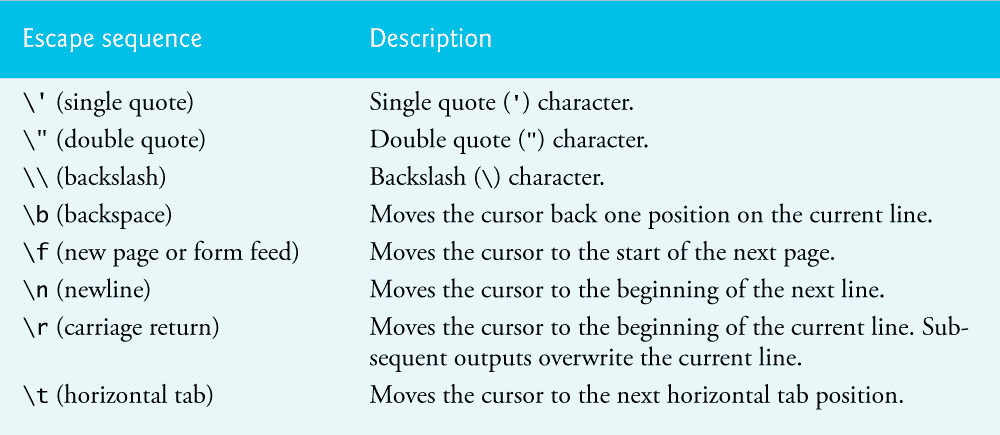 Escape sequence Description
\' (single quote) Single quote (') character.
\" (double quote) Double quote (") character.
\\ (backslash) Backslash (\) character.
\b (backspace) Moves the cursor back one position on the current line.
\f (new page or form feed) Moves the cursor to the start of the next page.
\n (newline) Moves the cursor to the beginning of the next line.
\r (carriage return) Moves the cursor to the beginning of the current line. Sub-
sequent outputs overwrite the current line.
\t (horizontal tab) Moves the cursor to the next horizontal tab position.